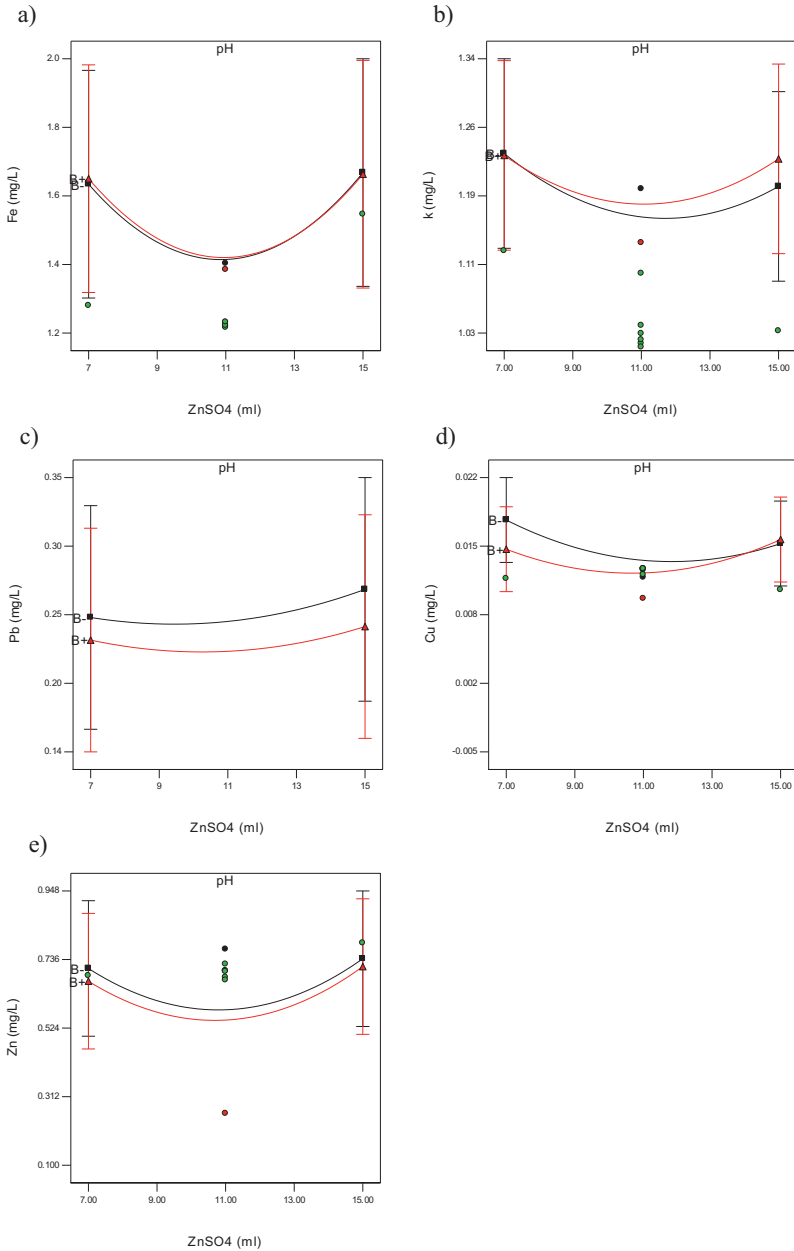 a)
pH
2.0
1.8
1.6
1.4
1.2
Fe (mg/L)
B+
B-
7 9 11 13 15
ZnSO4 (ml)
b)
pH
1.34
1.26
1.19
1.11
1.03
k (mg/L)
B+
7.00 9.00 11.00 13.00 15.00
ZnSO4 (ml)
c)
pH
0.35
0.30
0.25
0.20
0.14
Pb (mg/L)
B-
B+
7 9 11 13 15
ZnSO4 (ml)
d)
pH
0.022
0.015
0.008
0.002
-0.005
Cu (mg/L)
B-
B+
7.00 9.00 11.00 13.00 15.00
ZnSO4 (ml)
e)
pH
0.948
0.736
0.524
0.312
0.100
Zn (mg/L)
B-
B+
7.00 9.00 11.00 13.00 15.00
ZnSO4 (ml)